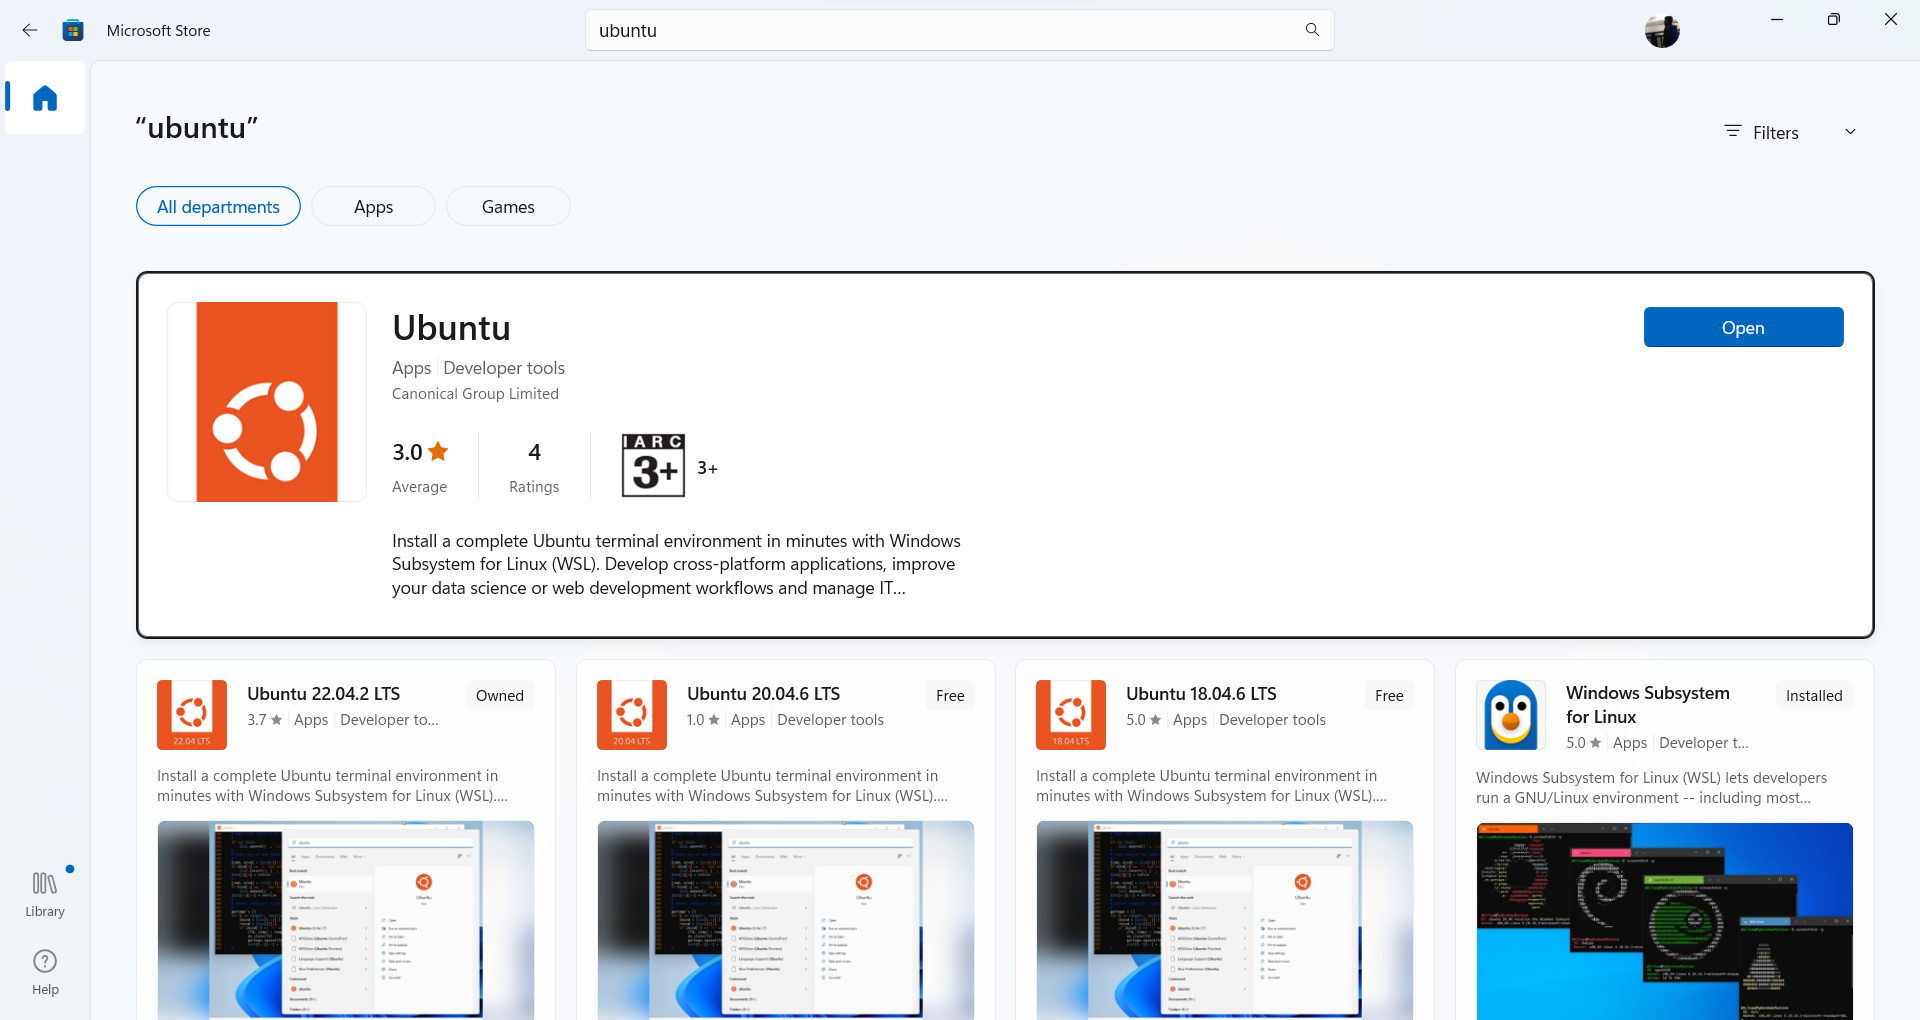 Microsoft Store
ubuntu
“ubuntu”
Filters
All departments
Apps
Games
Ubuntu
Apps
Developer tools
Canonical Group Limited
3.0
Average
4
Ratings
IARC
3+
3+
Open
Install a complete Ubuntu terminal environment in minutes with Windows
Subsystem for Linux (WSL). Develop cross-platform applications, improve
your data science or web development workflows and manage IT...
22.04 LTS
Ubuntu 22.04.2 LTS
Owned
3.7 ★ Apps Developer to...
Install a complete Ubuntu terminal environment in
minutes with Windows Subsystem for Linux (WSL)....
20.04 LTS
Ubuntu 20.04.6 LTS
Free
1.0 ★ Apps Developer tools
Install a complete Ubuntu terminal environment in
minutes with Windows Subsystem for Linux (WSL)....
18.04 LTS
Ubuntu 18.04.6 LTS
Free
5.0 ★ Apps Developer tools
Install a complete Ubuntu terminal environment in
minutes with Windows Subsystem for Linux (WSL)....
Windows Subsystem
for Linux
Installed
5.0 ★ Apps Developer t...
Windows Subsystem for Linux (WSL) lets developers
run a GNU/Linux environment -- including most...
Library
Help